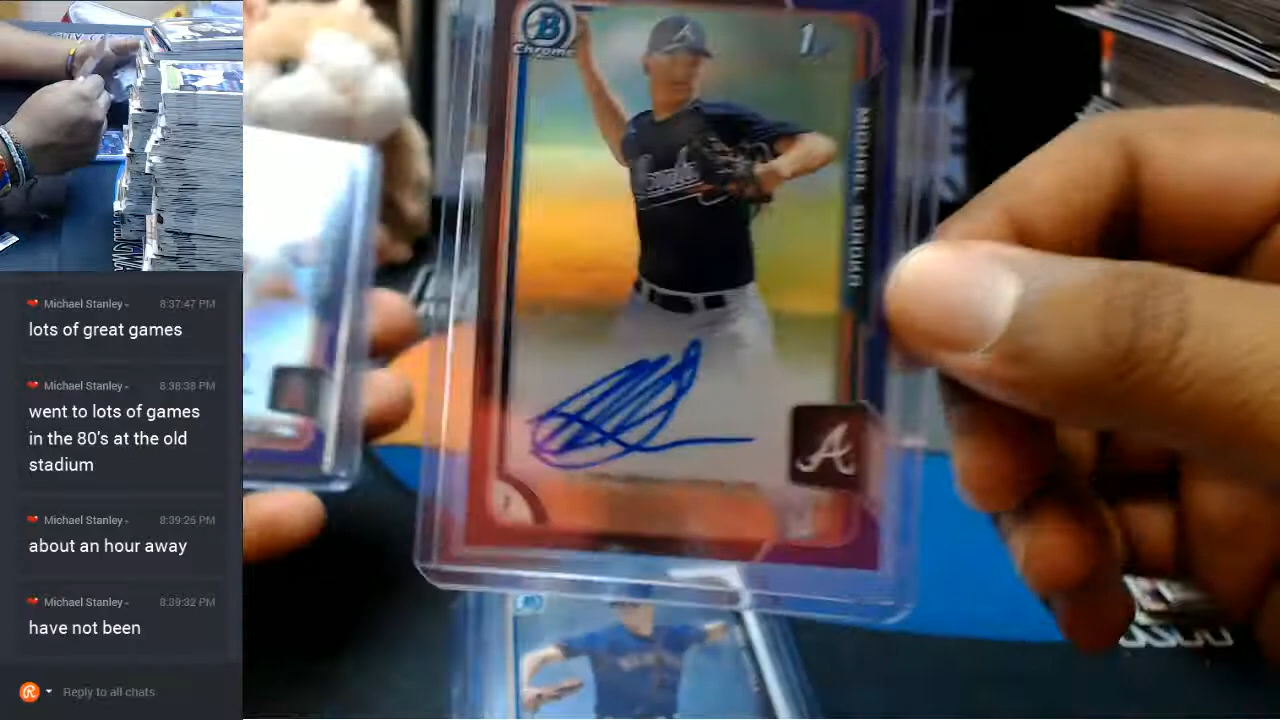 Michael Stanley
8:37:47 PM
lots of great games
Michael Stanley
8:38:38 PM
went to lots of games
in the 80's at the old
stadium
Michael Stanley
8:39:25 PM
about an hour away
Michael Stanley
8:39:32 PM
have not been
Reply to all chats
B
Chrome
1
A